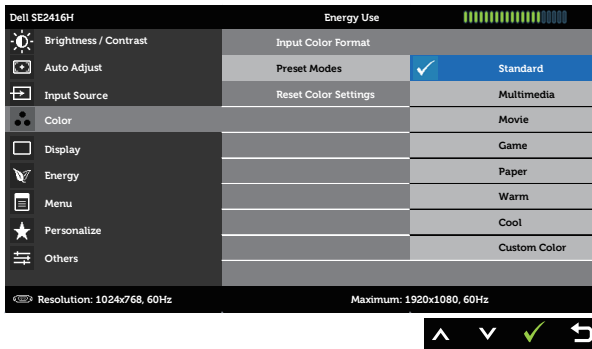 Dell SE2416H Energy Use
Brightness / Contrast Input Color Format
Auto Adjust Preset Modes Standard
Input Source Reset Color Settings Multimedia
Color Movie
Display Game
Energy Paper
Menu Warm
Personalize Cool
Others Custom Color
Resolution: 1024x768, 60Hz Maximum: 1920x1080, 60Hz